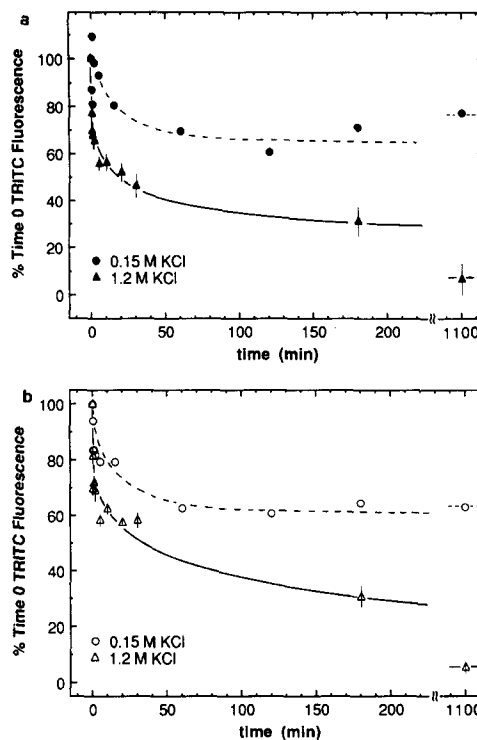 a
100
80
60
40
20
0
% Time 0 TRITC Fluorescence
● 0.15 M KCl
▲ 1.2 M KCl
0 50 100 150 200 1100
time (min)
b
100
80
60
40
20
0
% Time 0 TRITC Fluorescence
○ 0.15 M KCl
△ 1.2 M KCl
0 50 100 150 200 1100
time (min)